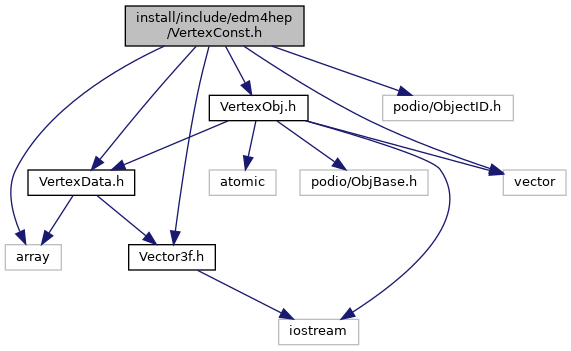 install/include/edm4hep
/VertexConst.h
VertexObj.h
podio/ObjectID.h
VertexData.h
atomic
podio/ObjBase.h
vector
array
Vector3f.h
iostream